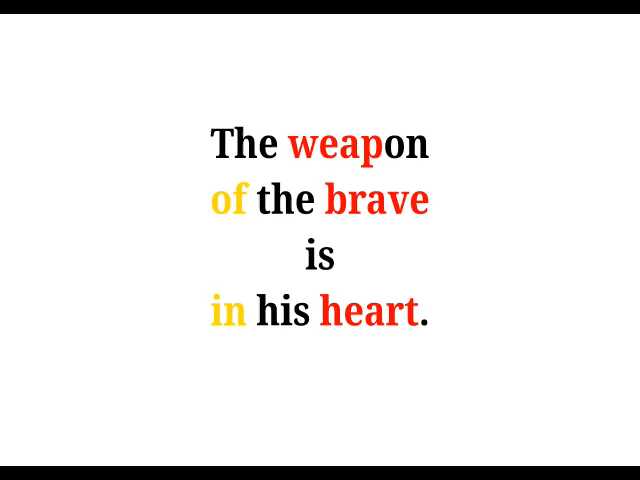 The weapon
of the brave
is
in his heart.